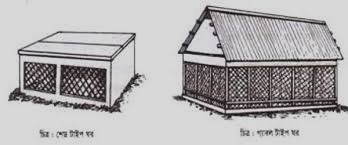 চিত্র : শেড টাইপ ঘর
চিত্র : গ্যাবল টাইপ ঘর